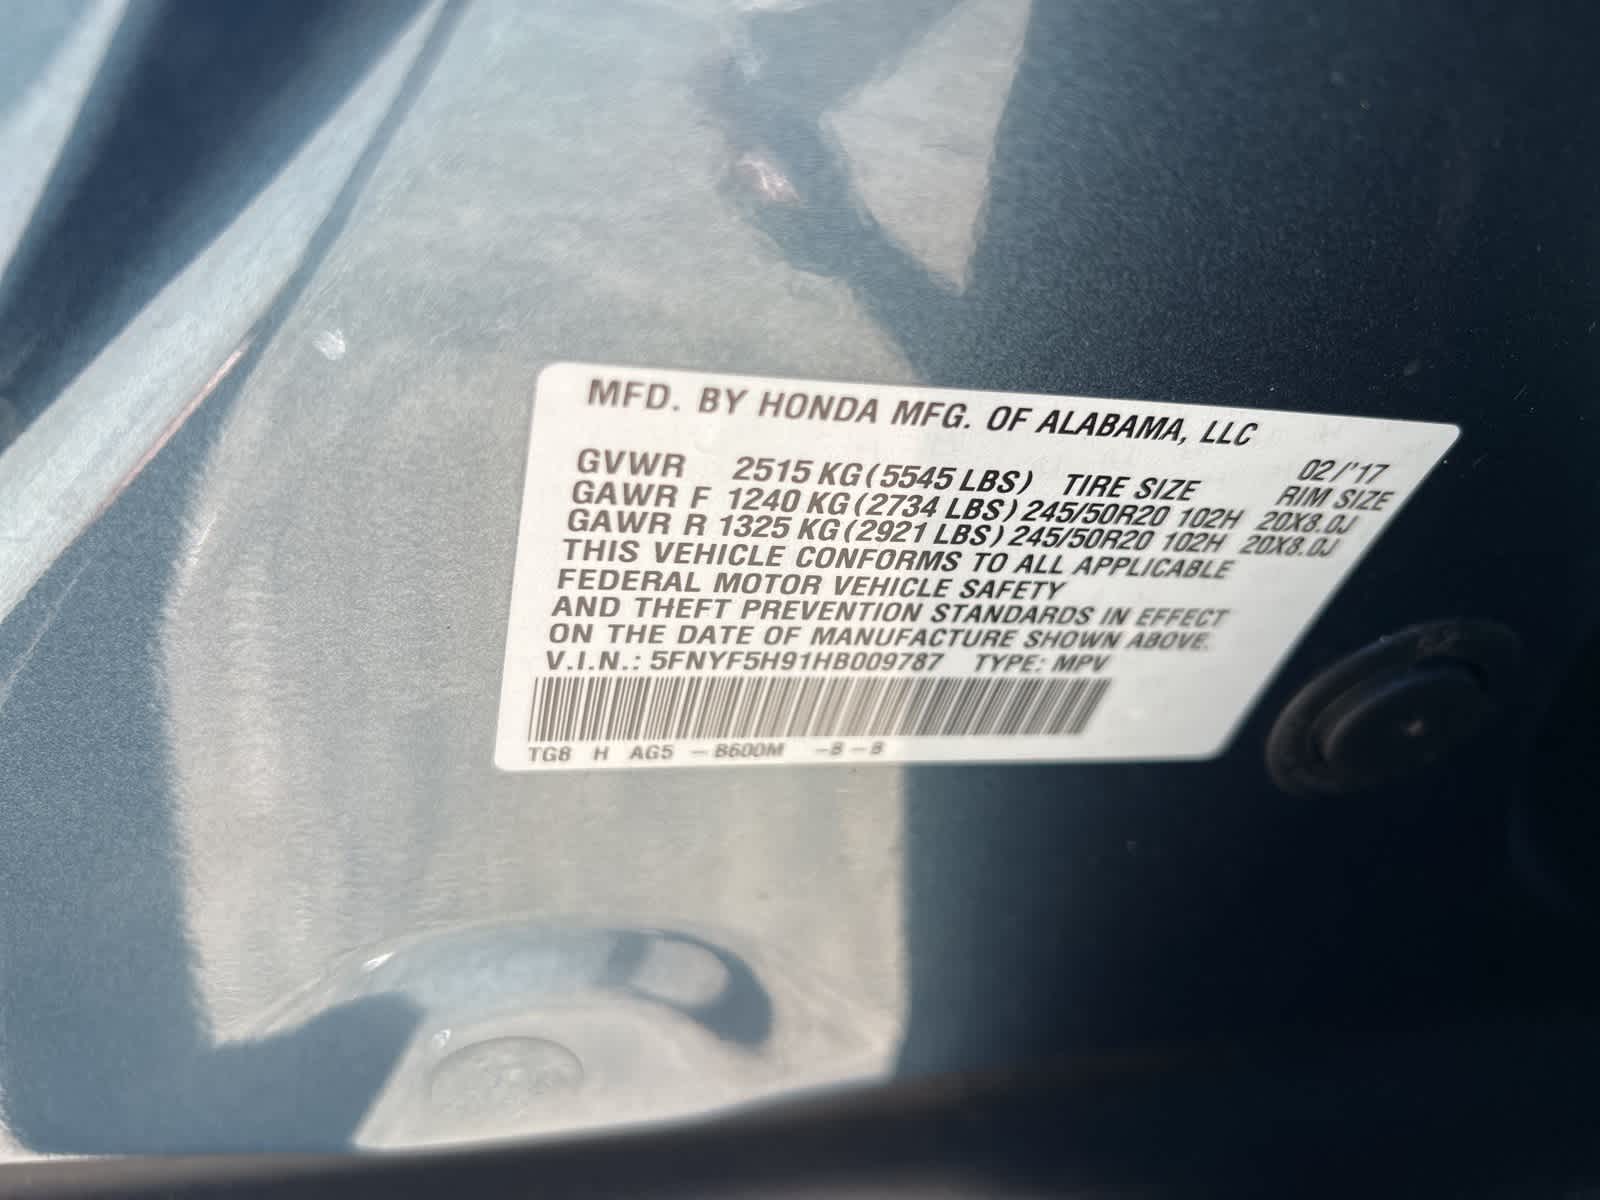 MFD. BY HONDA MFG. OF ALABAMA, LLC
02/'17
GVWR 2515 KG (5545 LBS) TIRE SIZE RIM SIZE
GAWR F 1240 KG (2734 LBS) 245/50R20 102H 20X8.0J
GAWR R 1325 KG (2921 LBS) 245/50R20 102H 20X8.0J
THIS VEHICLE CONFORMS TO ALL APPLICABLE
FEDERAL MOTOR VEHICLE SAFETY
AND THEFT PREVENTION STANDARDS IN EFFECT
ON THE DATE OF MANUFACTURE SHOWN ABOVE.
V.I.N.: 5FNYF5H91HB009787 TYPE: MPV
TG8 H AG5 -B600M -B-B